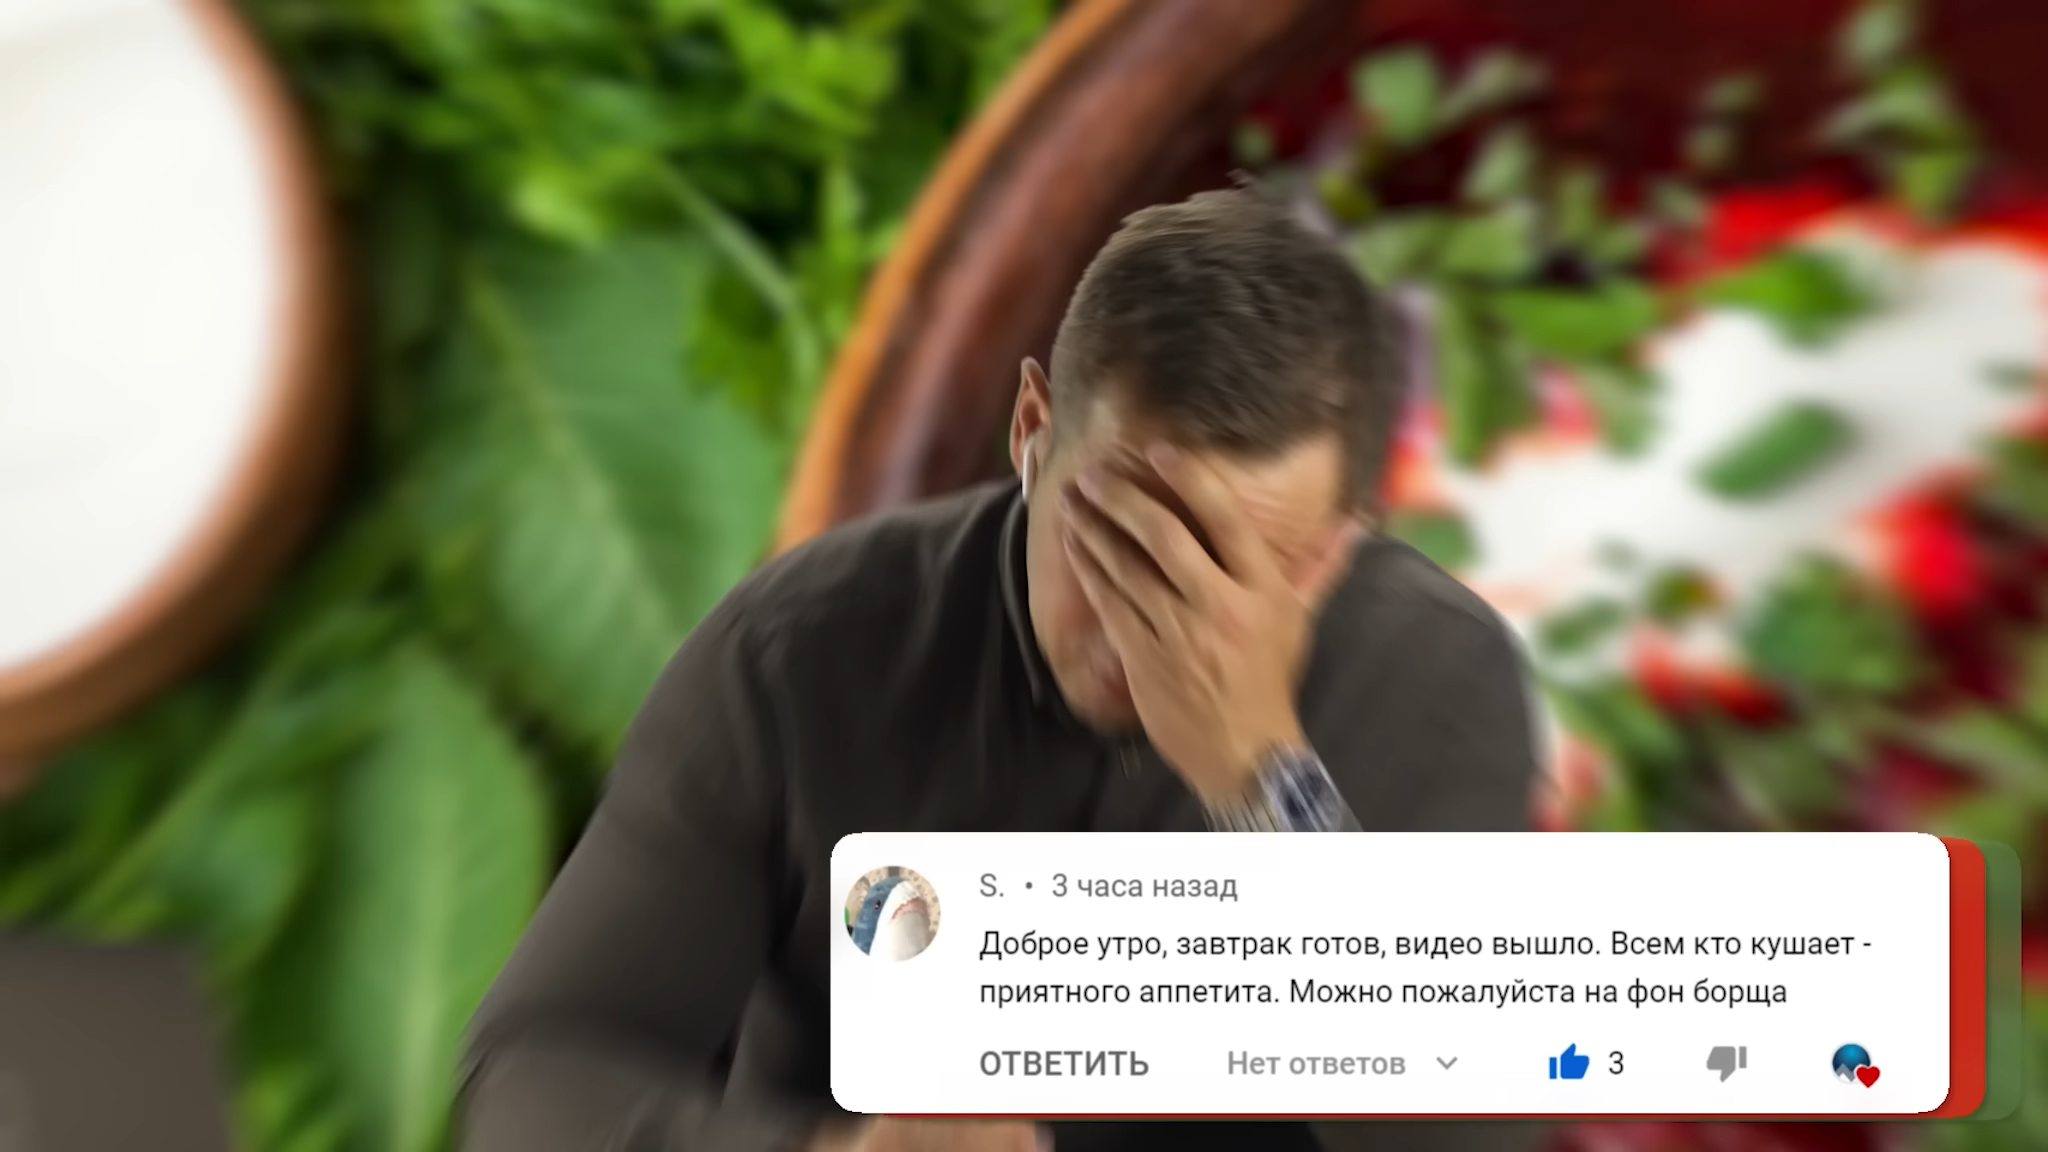 S. • 3 часа назад
Доброе утро, завтрак готов, видео вышло. Всем кто кушает -
приятного аппетита. Можно пожалуйста на фон борща
ОТВЕТИТЬ Нет ответов 3